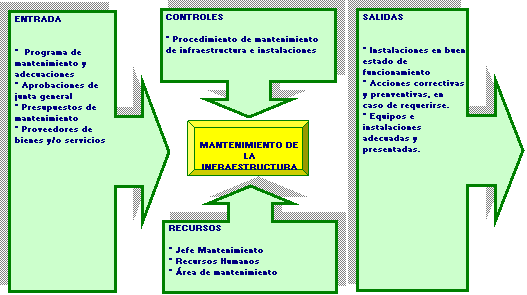 ENTRADA
* Programa de
mantenimiento y
adecuaciones
* Aprobaciones de
junta general
* Presupuestos de
mantenimiento
* Proveedores de
bienes y/o servicios
CONTROLES
* Procedimiento de mantenimiento
de infraestructura e instalaciones
MANTENIMIENTO DE
LA
INFRAESTRUCTURA
RECURSOS
* Jefe Mantenimiento
* Recursos Humanos
* Área de mantenimiento
SALIDAS
* Instalaciones en buen
estado de
funcionamiento
* Acciones correctivas
y prenventivas, en
caso de requerirse.
* Equipos e
instalaciones
adecuadas y
presentadas.